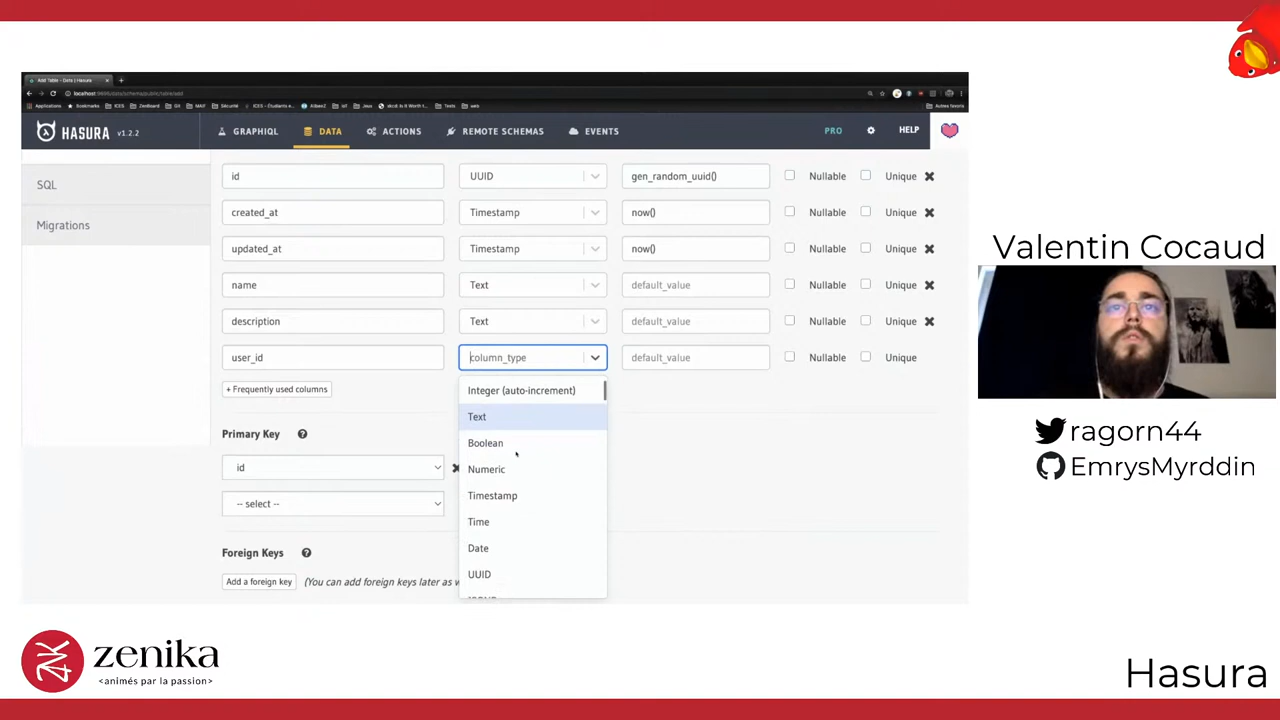 Add Table - Data | Hasura
HASURA v1.2.2
GRAPHIQL
DATA
ACTIONS
REMOTE SCHEMAS
EVENTS
PRO
HELP
SQL
Migrations
id UUID gen_random_uuid() Nullable Unique
created_at Timestamp now() Nullable Unique
updated_at Timestamp now() Nullable Unique
name Text default_value Nullable Unique
description Text default_value Nullable Unique
user_id column_type default_value Nullable Unique
+ Frequently used columns
Integer (auto-increment)
Text
Boolean
Numeric
Timestamp
Time
Date
UUID
Primary Key
id
-- select --
Foreign Keys
Add a foreign key (You can add foreign keys later as
Valentin Cocaud
ragorn44
EmrysMyrddin
zenika
<animés par la passion>
Hasura